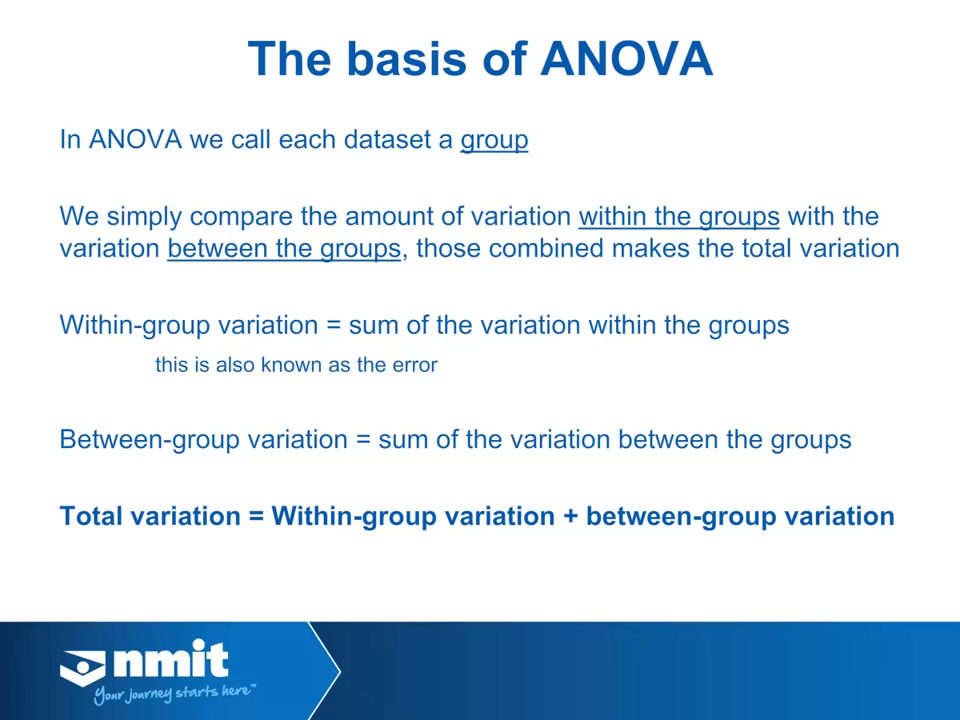 The basis of ANOVA
In ANOVA we call each dataset a group
We simply compare the amount of variation within the groups with the
variation between the groups, those combined makes the total variation
Within-group variation = sum of the variation within the groups
this is also known as the error
Between-group variation = sum of the variation between the groups
Total variation = Within-group variation + between-group variation
nmit
Your journey starts here™